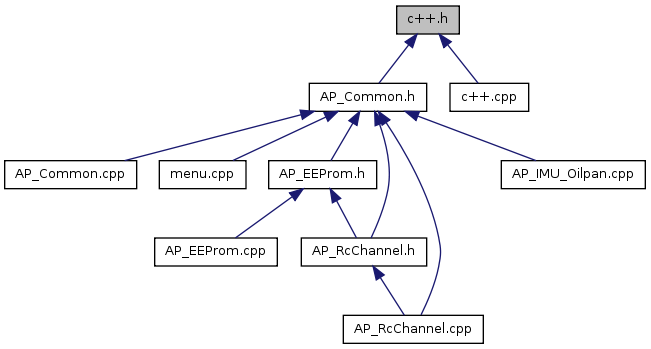 c++.h
AP_Common.h
c++.cpp
AP_Common.cpp
menu.cpp
AP_EEProm.h
AP_IMU_Oilpan.cpp
AP_EEProm.cpp
AP_RcChannel.h
AP_RcChannel.cpp